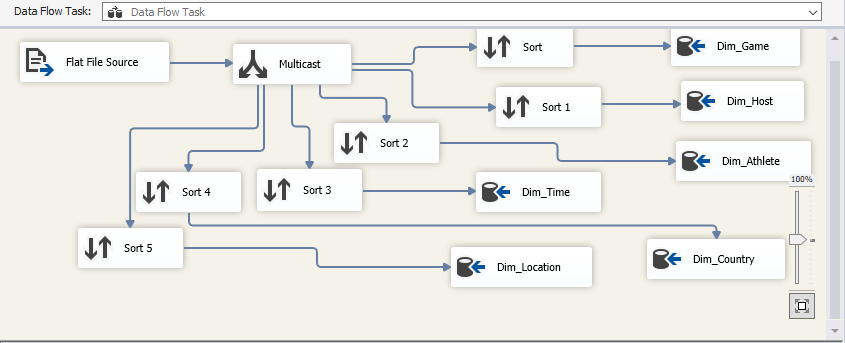 Data Flow Task:
Data Flow Task
Flat File Source
Multicast
Sort
Dim_Game
Sort 1
Dim_Host
Sort 2
Dim_Athlete
Sort 4
Sort 3
Dim_Time
100%
Sort 5
Dim_Location
Dim_Country